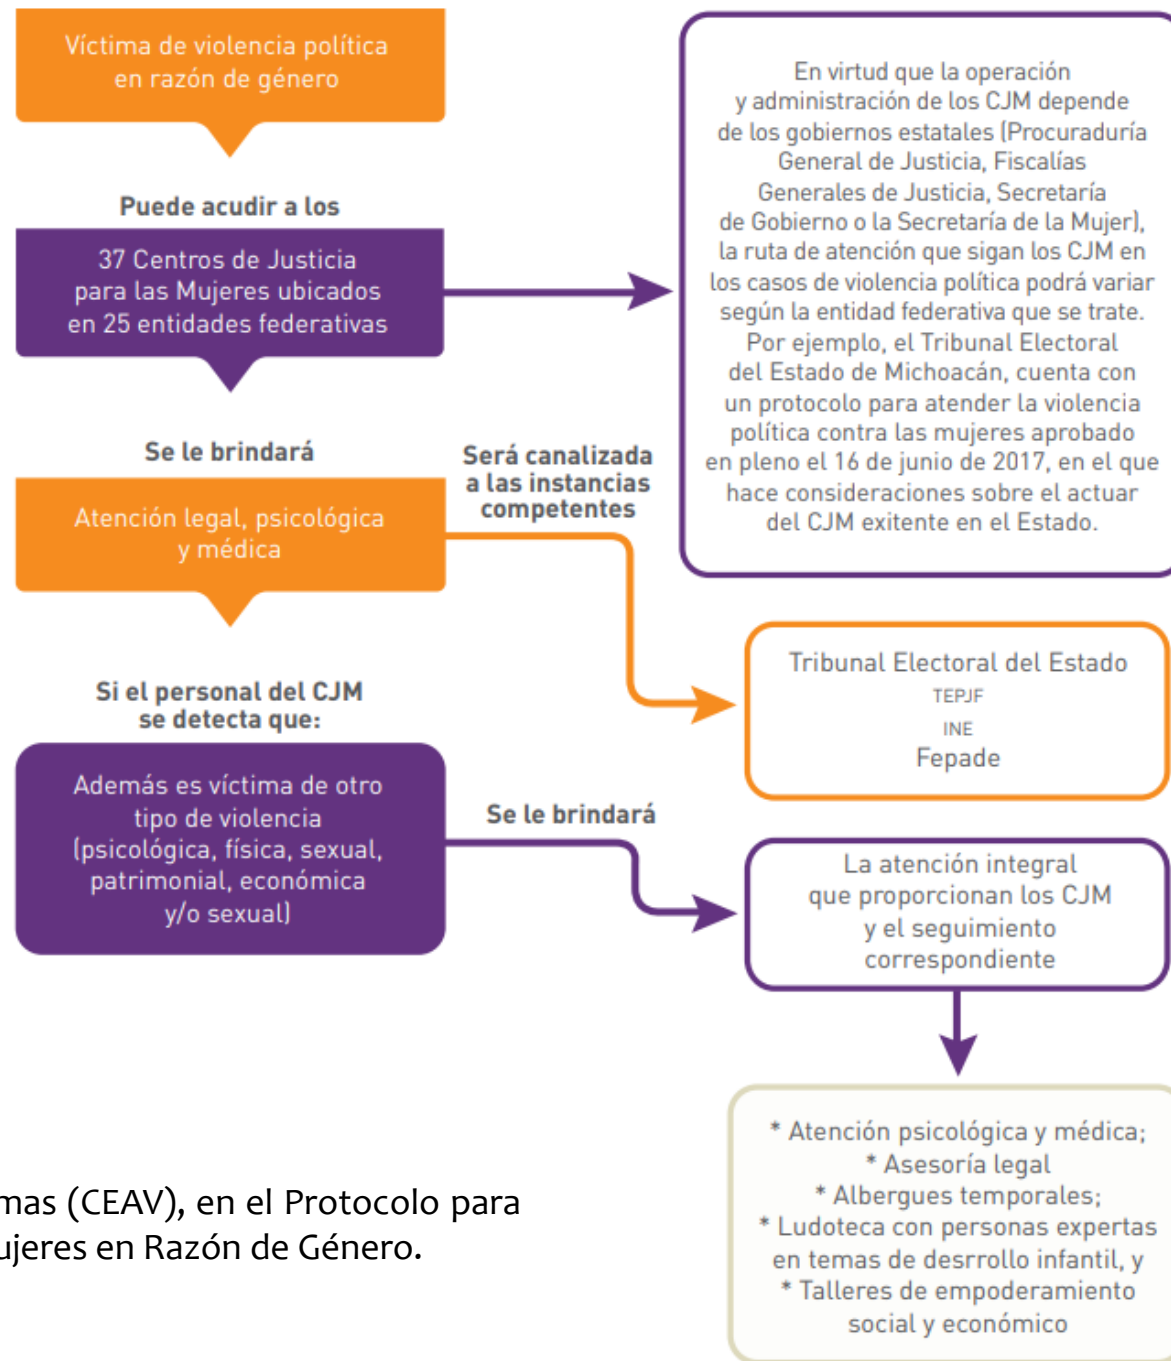 Víctima de violencia política
en razón de género
Puede acudir a los
37 Centros de Justicia
para las Mujeres ubicados
en 25 entidades federativas
En virtud que la operación
y administración de los CJM depende
de los gobiernos estatales (Procuraduría
General de Justicia, Fiscalías
Generales de Justicia, Secretaría
de Gobierno o la Secretaría de la Mujer),
la ruta de atención que sigan los CJM en
los casos de violencia política podrá variar
según la entidad federativa que se trate.
Por ejemplo, el Tribunal Electoral
del Estado de Michoacán, cuenta con
un protocolo para atender la violencia
política contra las mujeres aprobado
en pleno el 16 de junio de 2017, en el que
hace consideraciones sobre el actuar
del CJM exitente en el Estado.
Se le brindará
Atención legal, psicológica
y médica
Será canalizada
a las instancias
competentes
Tribunal Electoral del Estado
TEPJF
INE
Fepade
Si el personal del CJM
se detecta que:
Además es víctima de otro
tipo de violencia
(psicológica, física, sexual,
patrimonial, económica
y/o sexual)
Se le brindará
La atención integral
que proporcionan los CJM
y el seguimiento
correspondiente
* Atención psicológica y médica;
* Asesoría legal
* Albergues temporales;
* Ludoteca con personas expertas
en temas de desrrollo infantil, y
* Talleres de empoderamiento
social y económico
mas (CEAV), en el Protocolo para
ujeres en Razón de Género.